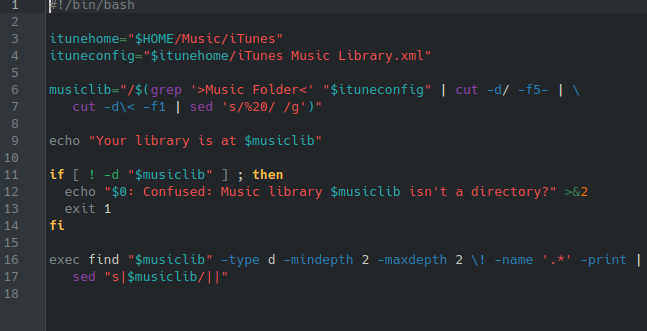 1 #!/bin/bash
2
3 itunehome="$HOME/Music/iTunes"
4 ituneconfig="$itunehome/iTunes Music Library.xml"
5
6 musiclib="/$(grep '>Music Folder<' "$ituneconfig" | cut -d/ -f5- | \
7 cut -d\< -f1 | sed 's/%20/ /g')"
8
9 echo "Your library is at $musiclib"
10
11 if [ ! -d "$musiclib" ] ; then
12 echo "$0: Confused: Music library $musiclib isn't a directory?" >&2
13 exit 1
14 fi
15
16 exec find "$musiclib" -type d -mindepth 2 -maxdepth 2 \! -name '.*' -print |
17 sed "s|$musiclib/||"
18